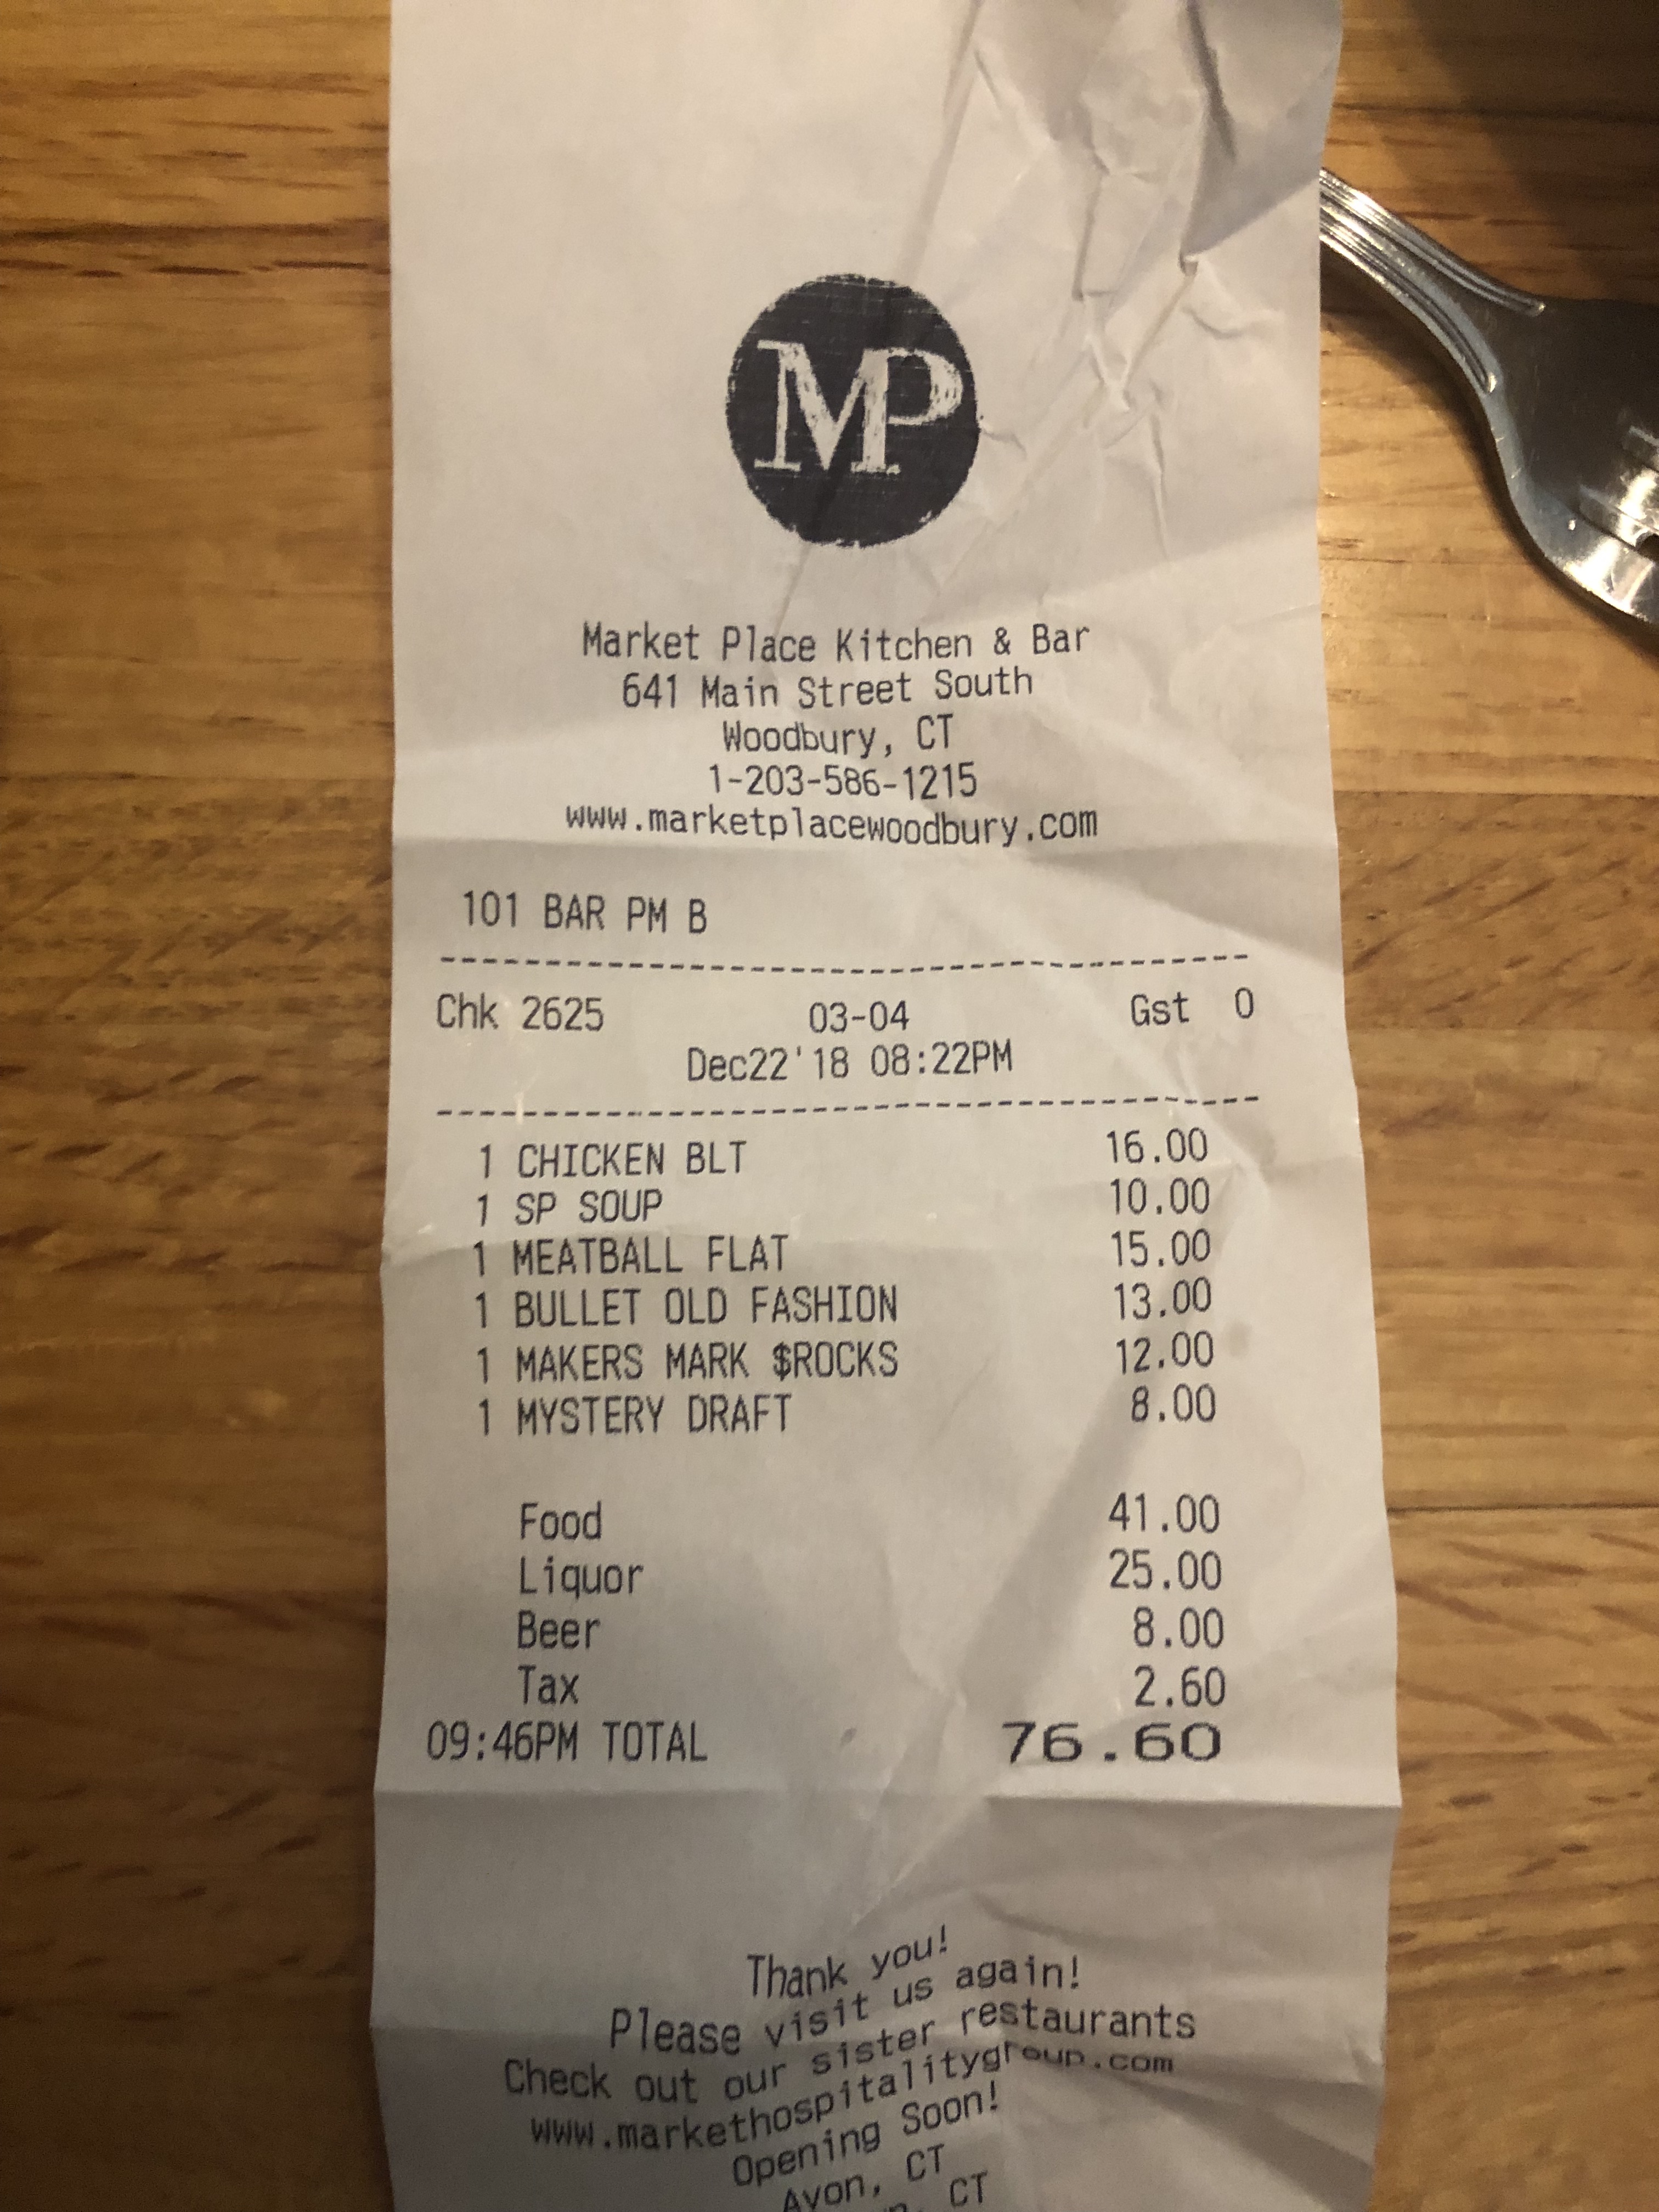 MP
Market Place Kitchen & Bar
641 Main Street South
Woodbury, CT
1-203-586-1215
www.marketplacewoodbury.com
101 BAR PM B
Chk 2625 03-04 Gst 0
Dec22'18 08:22PM
1 CHICKEN BLT 16.00
1 SP SOUP 10.00
1 MEATBALL FLAT 15.00
1 BULLET OLD FASHION 13.00
1 MAKERS MARK $ROCKS 12.00
1 MYSTERY DRAFT 8.00
Food 41.00
Liquor 25.00
Beer 8.00
Tax 2.60
09:46PM TOTAL 76.60
Thank you!
Please visit us again!
Check out our sister restaurants
www.markethospitalitygroup.com
Opening Soon!
Avon, CT
CT